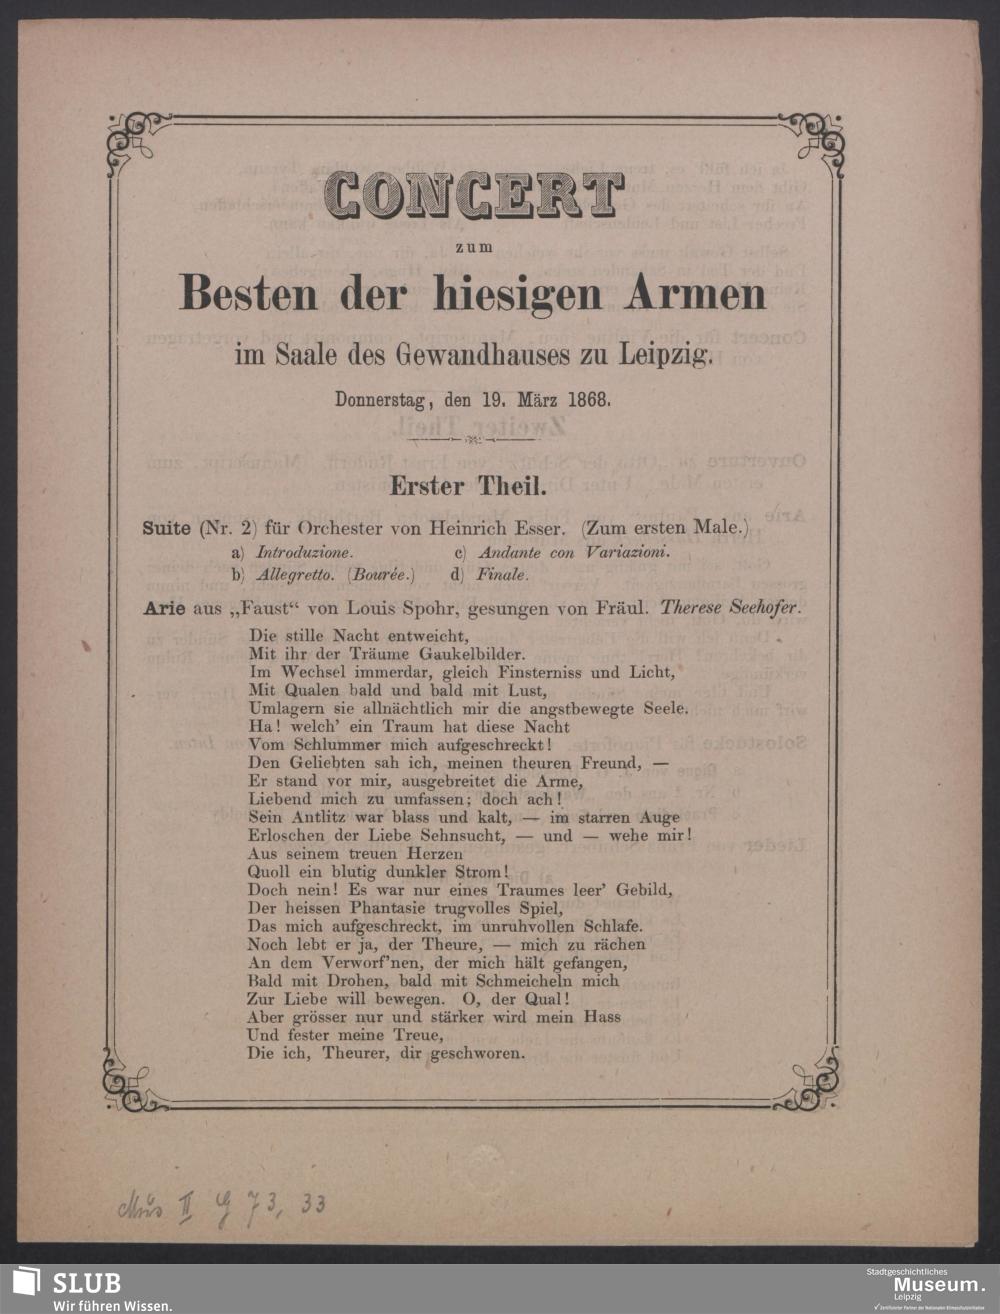 CONCERT
zum
Besten der hiesigen Armen
im Saale des Gewandhauses zu Leipzig.
Donnerstag, den 19. März 1868.
Erster Theil.
Suite (Nr. 2) für Orchester von Heinrich Esser. (Zum ersten Male.)
a) Introduzione. c) Andante con Variazioni.
b) Allegretto. (Bourée.) d) Finale.
Arie aus „Faust“ von Louis Spohr, gesungen von Fräul. Therese Seehofer.
Die stille Nacht entweicht,
Mit ihr der Träume Gaukelbilder.
Im Wechsel immerdar, gleich Finsterniss und Licht,
Mit Qualen bald und bald mit Lust,
Umlagern sie allnächtlich mir die angstbewegte Seele.
Ha! welch’ ein Traum hat diese Nacht
Vom Schlummer mich aufgeschreckt!
Den Geliebten sah ich, meinen theuren Freund, —
Er stand vor mir, ausgebreitet die Arme,
Liebend mich zu umfassen; doch ach!
Sein Antlitz war blass und kalt, — im starren Auge
Erloschen der Liebe Sehnsucht, — und — wehe mir!
Aus seinem treuen Herzen
Quoll ein blutig dunkler Strom!
Doch nein! Es war nur eines Traumes leer’ Gebild,
Der heissen Phantasie trugvolles Spiel,
Das mich aufgeschreckt, im unruhvollen Schlafe.
Noch lebt er ja, der Theure, — mich zu rächen
An dem Verworf’nen, der mich hält gefangen,
Bald mit Drohen, bald mit Schmeicheln mich
Zur Liebe will bewegen. O, der Qual!
Aber grösser nur und stärker wird mein Hass
Und fester meine Treue,
Die ich, Theurer, dir geschworen.
Mus II G 73, 33
SLUB
Wir führen Wissen.
Stadtgeschichtliches
Museum.
Leipzig
Zertifizierter Partner der Nationalen Klimaschutzinitiative